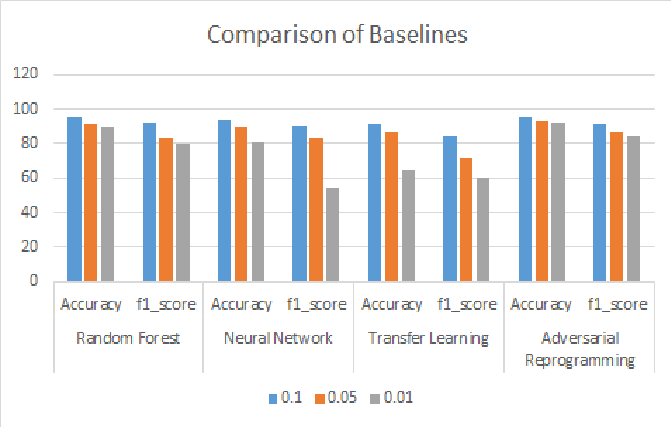 Comparison of Baselines
120
100
80
60
40
20
0
Accuracy f1_score Accuracy f1_score Accuracy f1_score Accuracy f1_score
Random Forest Neural Network Transfer Learning Adversarial
Reprogramming
0.1 0.05 0.01